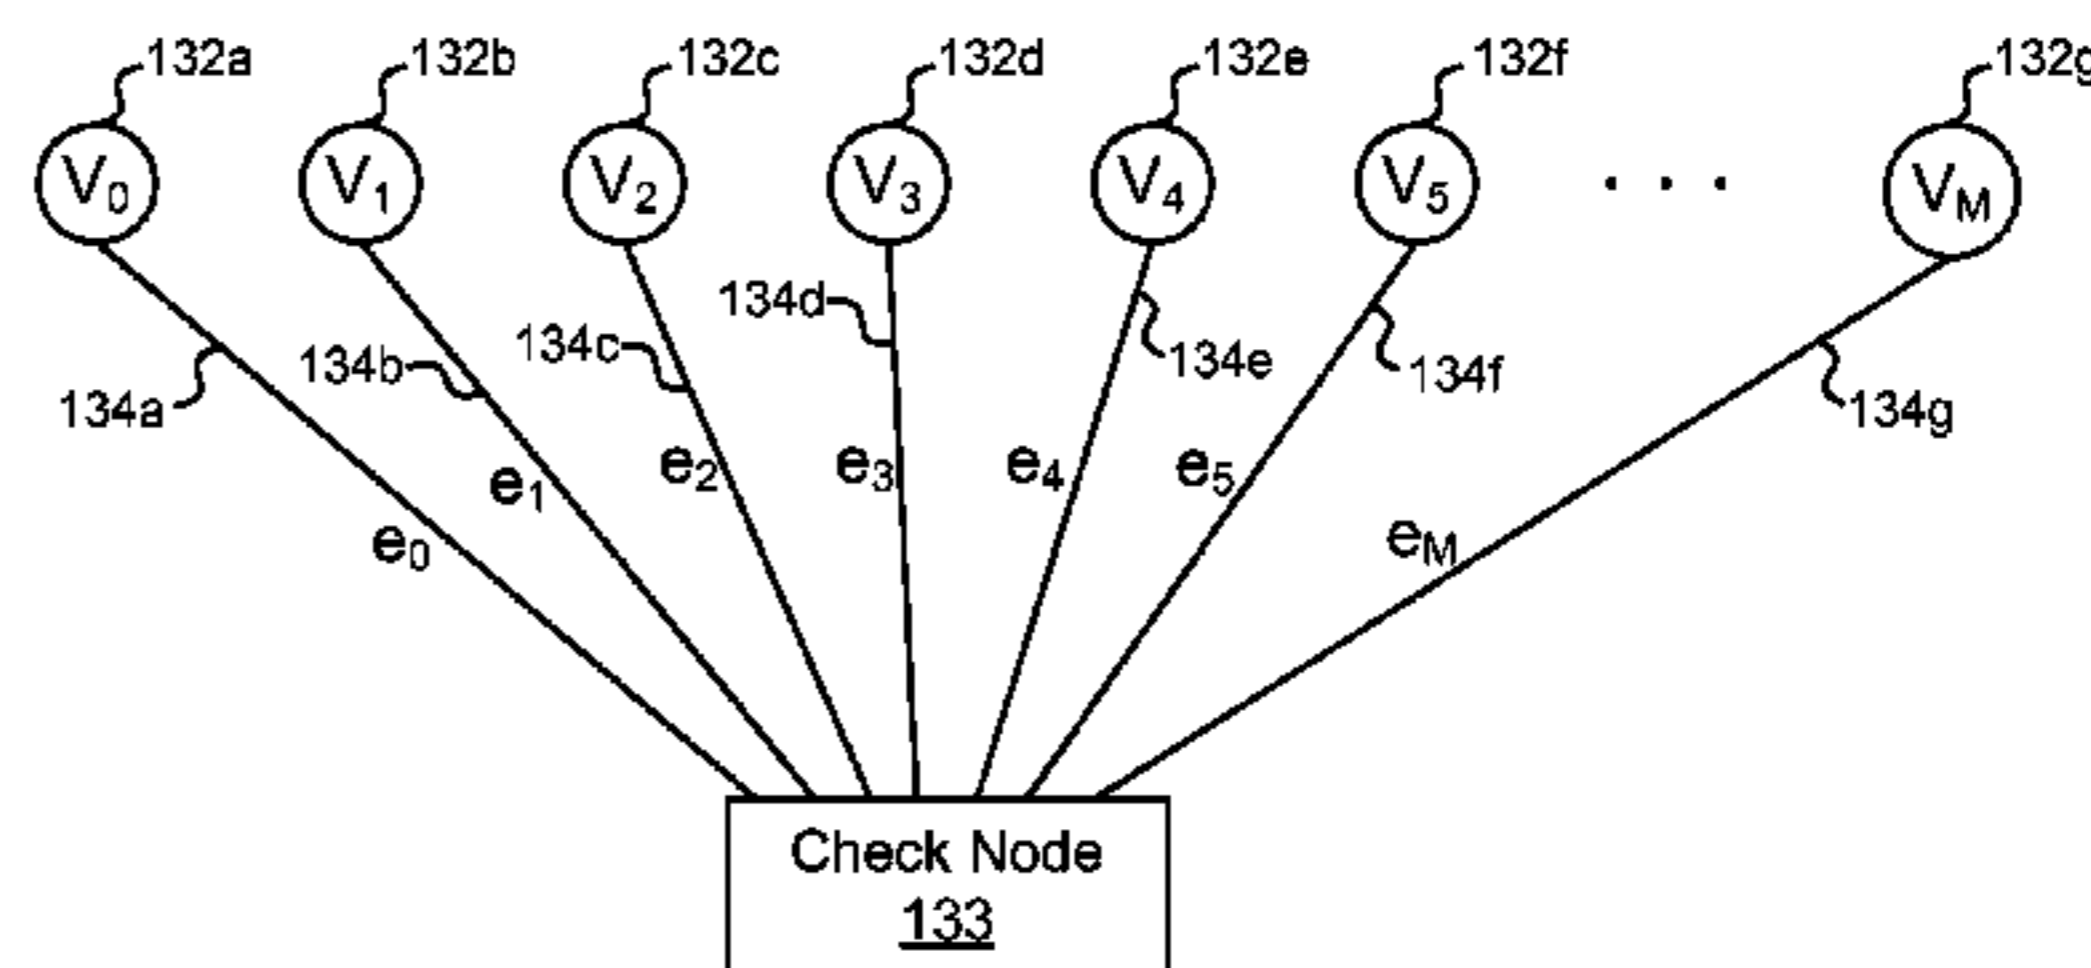 132a 132b 132c 132d 132e 132f 132g
V0 V1 V2 V3 V4 V5 . . . VM
134a 134b 134c 134d 134e 134f 134g
e0 e1 e2 e3 e4 e5 eM
Check Node
133